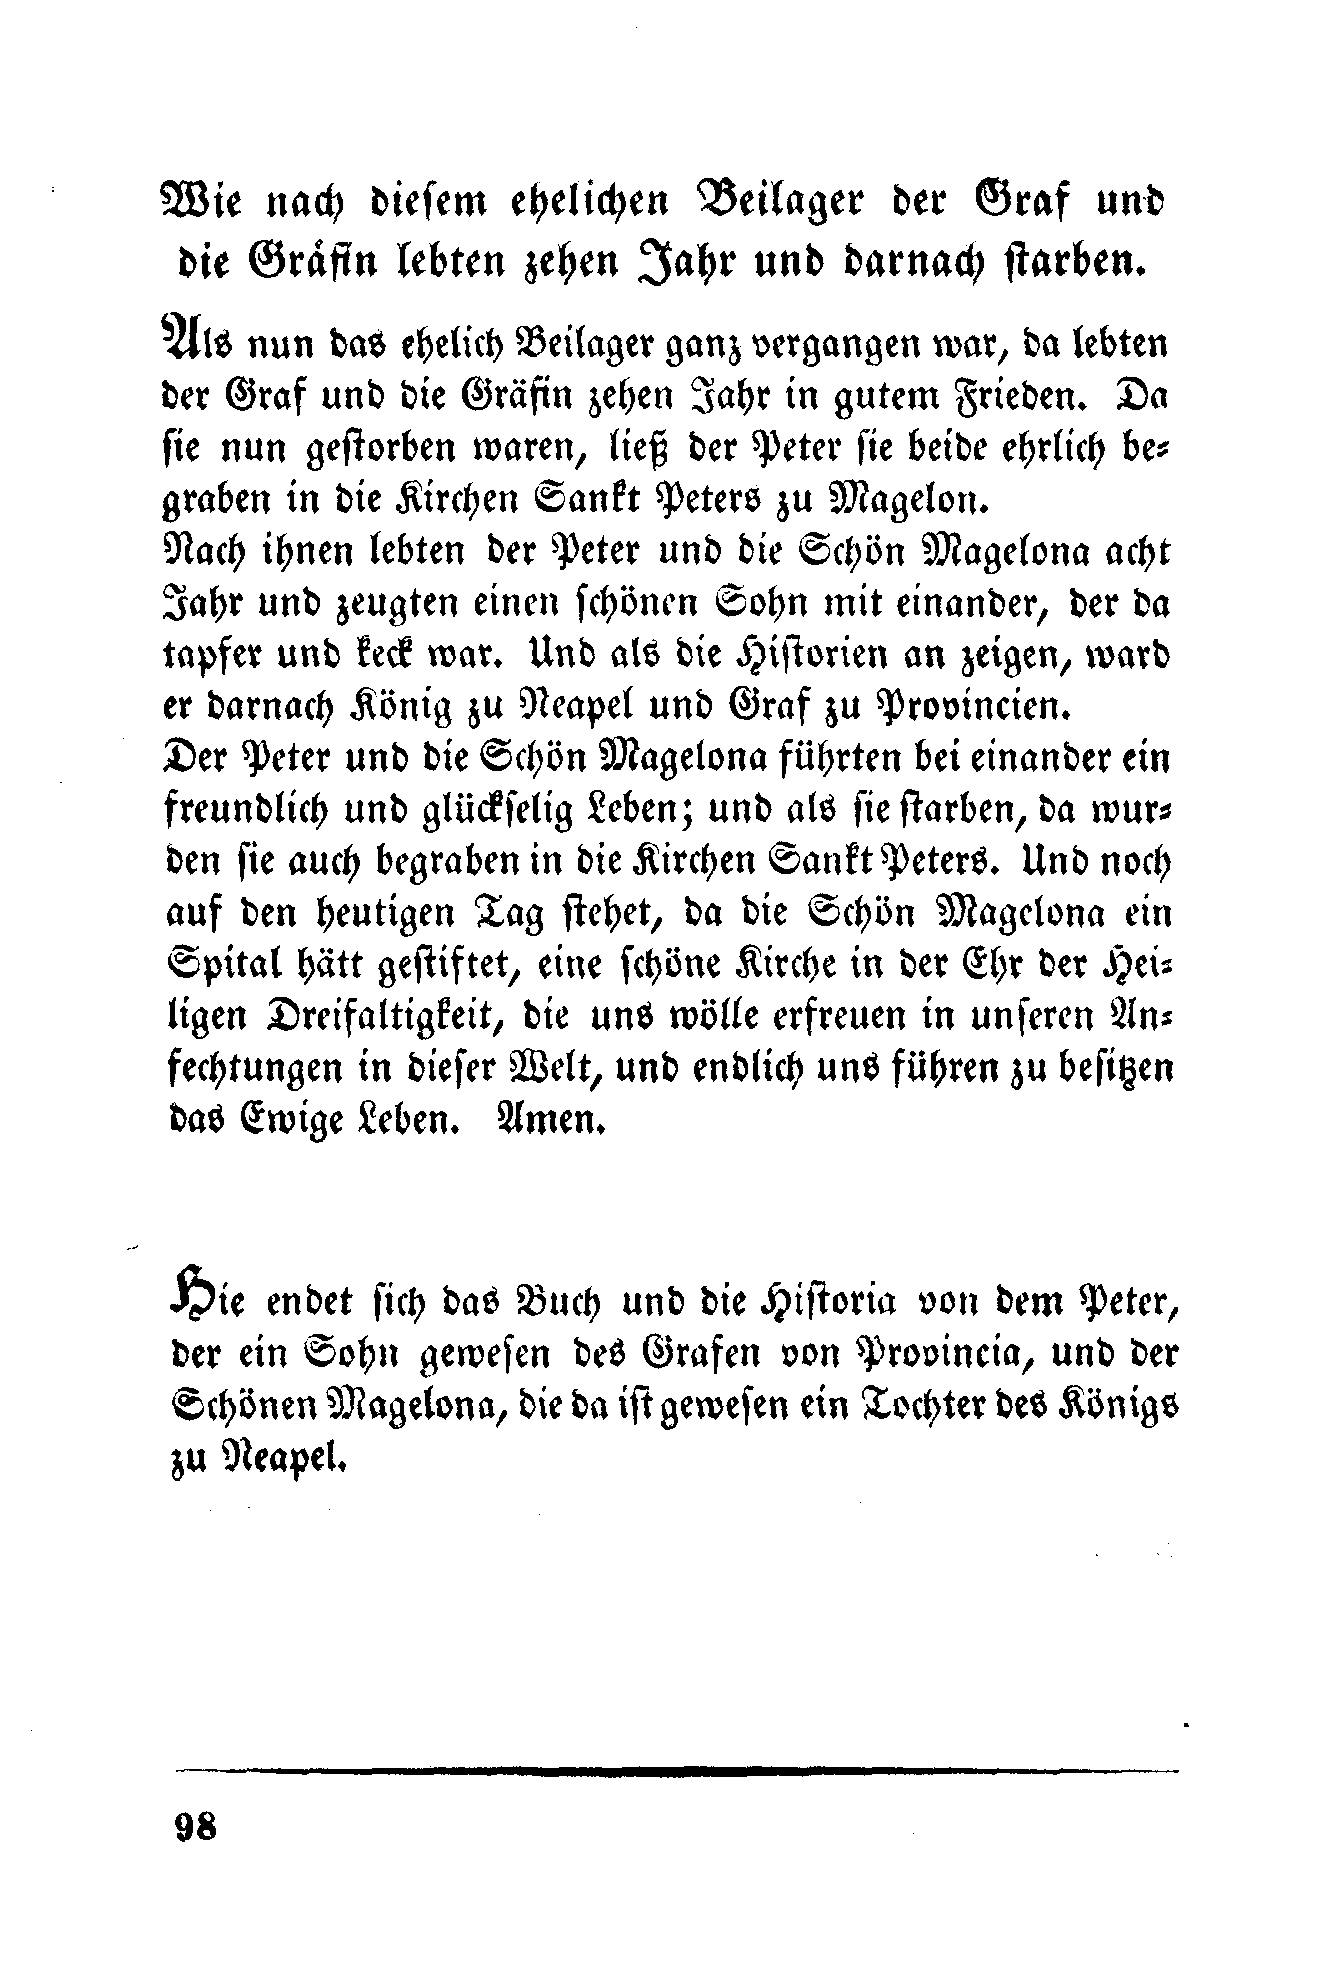 Wie nach diesem ehelichen Beilager der Graf und
die Gräfin lebten zehen Jahr und darnach starben.
Als nun das ehelich Beilager ganz vergangen war, da lebten
der Graf und die Gräfin zehen Jahr in gutem Frieden. Da
sie nun gestorben waren, ließ der Peter sie beide ehrlich be-
graben in die Kirchen Sankt Peters zu Magelon.
Nach ihnen lebten der Peter und die Schön Magelona acht
Jahr und zeugten einen schönen Sohn mit einander, der da
tapfer und keck war. Und als die Historien an zeigen, ward
er darnach König zu Neapel und Graf zu Provincien.
Der Peter und die Schön Magelona führten bei einander ein
freundlich und glückselig Leben; und als sie starben, da wur-
den sie auch begraben in die Kirchen Sankt Peters. Und noch
auf den heutigen Tag stehet, da die Schön Magelona ein
Spital hätt gestiftet, eine schöne Kirche in der Ehr der Hei-
ligen Dreifaltigkeit, die uns wölle erfreuen in unseren An-
fechtungen in dieser Welt, und endlich uns führen zu besitzen
das Ewige Leben. Amen.
Hie endet sich das Buch und die Historia von dem Peter,
der ein Sohn gewesen des Grafen von Provincia, und der
Schönen Magelona, die da ist gewesen ein Tochter des Königs
zu Neapel.
98